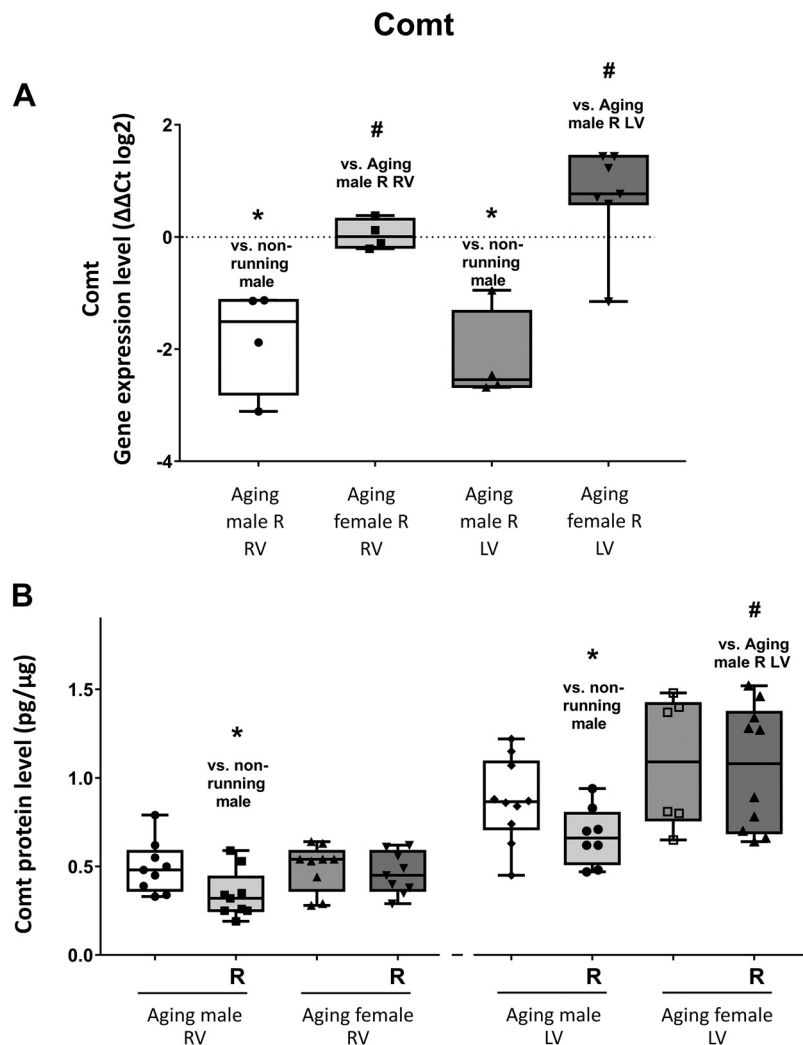 Comt
A
#
vs. Aging
male R LV
#
vs. Aging
male R RV
*
vs. non-
running
male
*
vs. non-
running
male
Comt
Gene expression level (ΔΔCt log2)
2
0
-2
-4
Aging
male R
RV
Aging
female R
RV
Aging
male R
LV
Aging
female R
LV
B
Comt protein level (pg/µg)
1.5
1.0
0.5
0.0
*
vs. non-
running
male
*
vs. non-
running
male
#
vs. Aging
male R LV
R
R
R
R
Aging male
RV
Aging female
RV
Aging male
LV
Aging female
LV